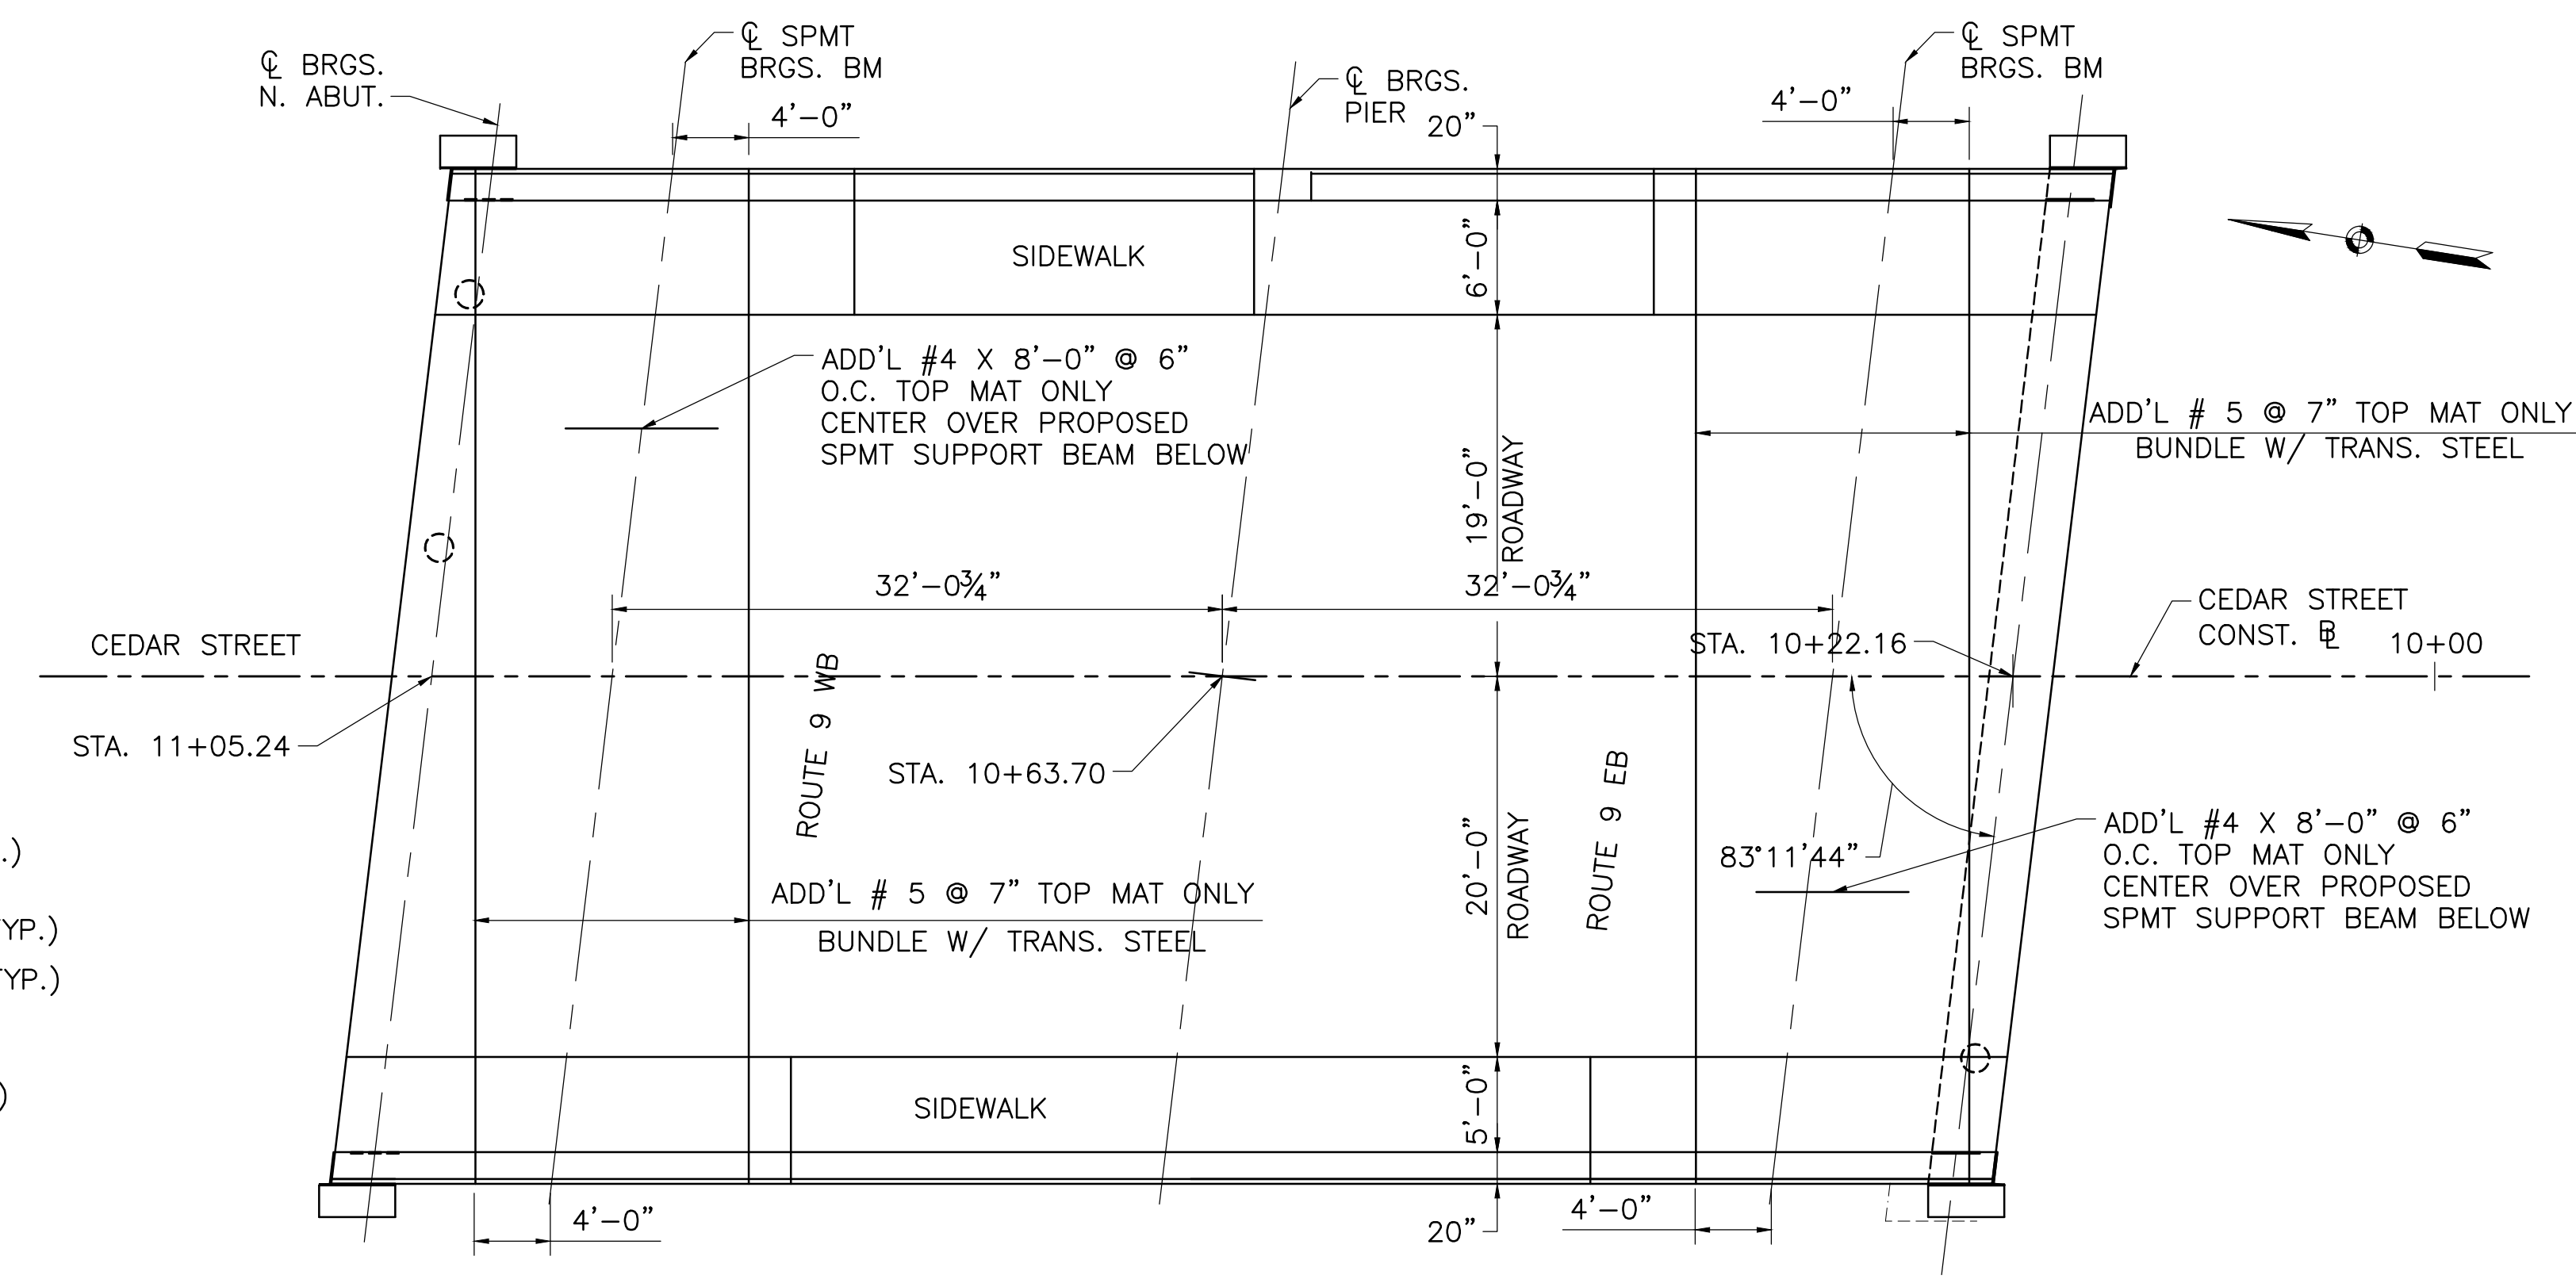 ℄ SPMT
BRGS. BM
℄ SPMT
BRGS. BM
℄ BRGS.
N. ABUT.
℄ BRGS.
PIER
4'-0"
20"
4'-0"
SIDEWALK
6'-0"
ADD'L #4 X 8'-0" @ 6"
O.C. TOP MAT ONLY
CENTER OVER PROPOSED
SPMT SUPPORT BEAM BELOW
19'-0"
ROADWAY
ADD'L # 5 @ 7" TOP MAT ONLY
BUNDLE W/ TRANS. STEEL
32'-0¾"
32'-0¾"
CEDAR STREET
STA. 10+22.16
CEDAR STREET
CONST. BL
10+00
STA. 11+05.24
ROUTE 9 WB
STA. 10+63.70
ROUTE 9 EB
83°11'44"
20'-0"
ROADWAY
ADD'L #4 X 8'-0" @ 6"
O.C. TOP MAT ONLY
CENTER OVER PROPOSED
SPMT SUPPORT BEAM BELOW
ADD'L # 5 @ 7" TOP MAT ONLY
BUNDLE W/ TRANS. STEEL
.)
YP.)
TYP.)
)
SIDEWALK
5'-0"
4'-0"
20"
4'-0"